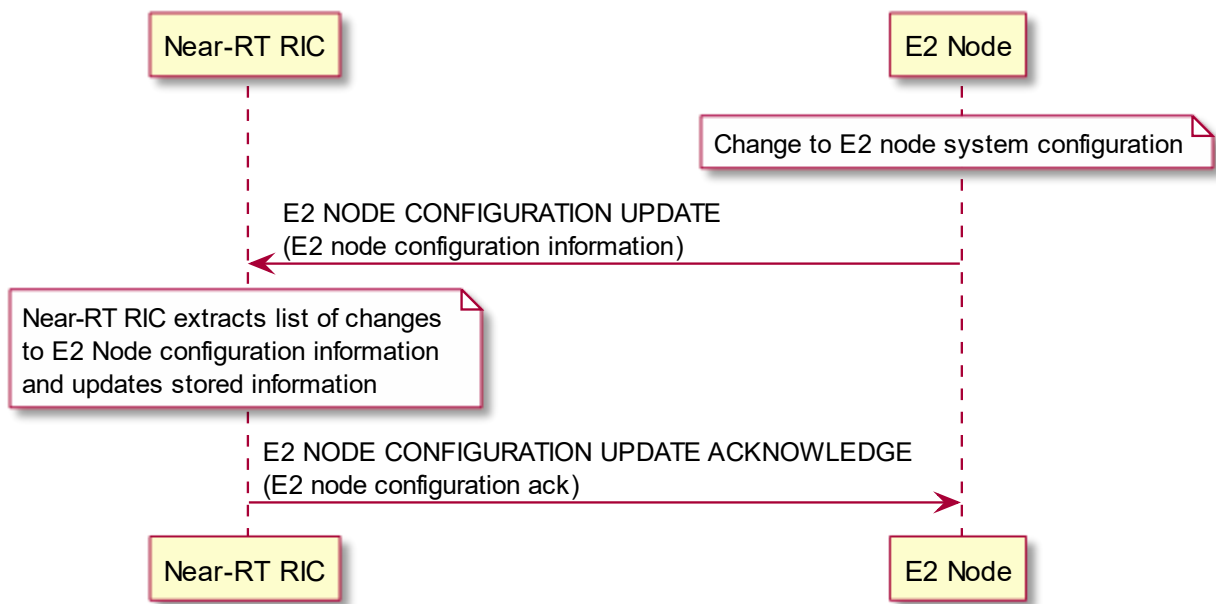 Near-RT RIC
E2 Node
Change to E2 node system configuration
E2 NODE CONFIGURATION UPDATE
(E2 node configuration information)
Near-RT RIC extracts list of changes
to E2 Node configuration information
and updates stored information
E2 NODE CONFIGURATION UPDATE ACKNOWLEDGE
(E2 node configuration ack)
Near-RT RIC
E2 Node